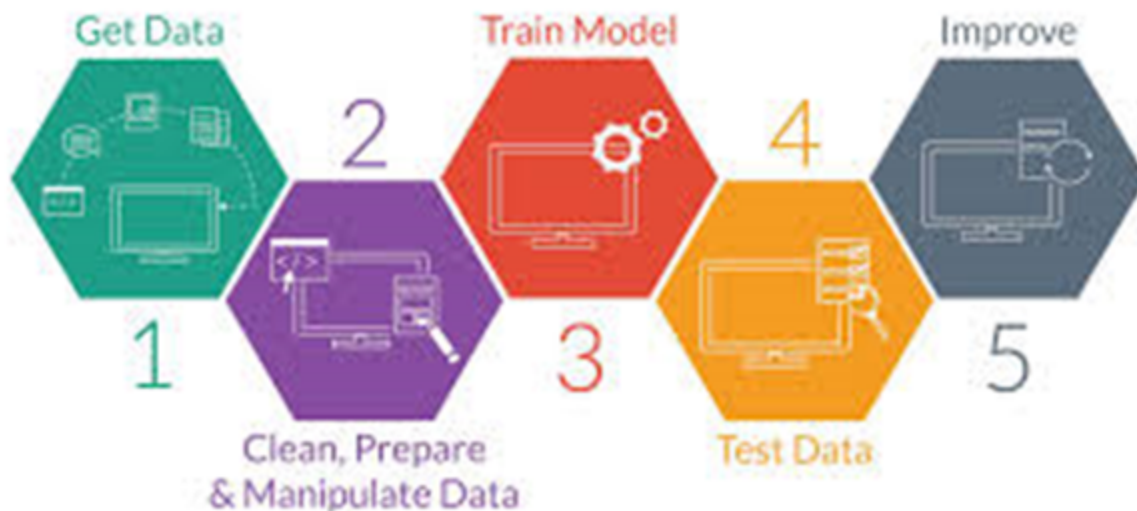 Get Data
1
2
Clean, Prepare
& Manipulate Data
Train Model
3
4
Test Data
Improve
5